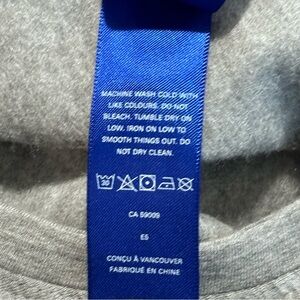 MACHINE WASH COLD WITH
LIKE COLOURS. DO NOT
BLEACH. TUMBLE DRY ON
LOW. IRON ON LOW TO
SMOOTH THINGS OUT. DO
NOT DRY CLEAN.
30
CA 59009
ES
CONÇU À VANCOUVER
FABRIQUÉ EN CHINE